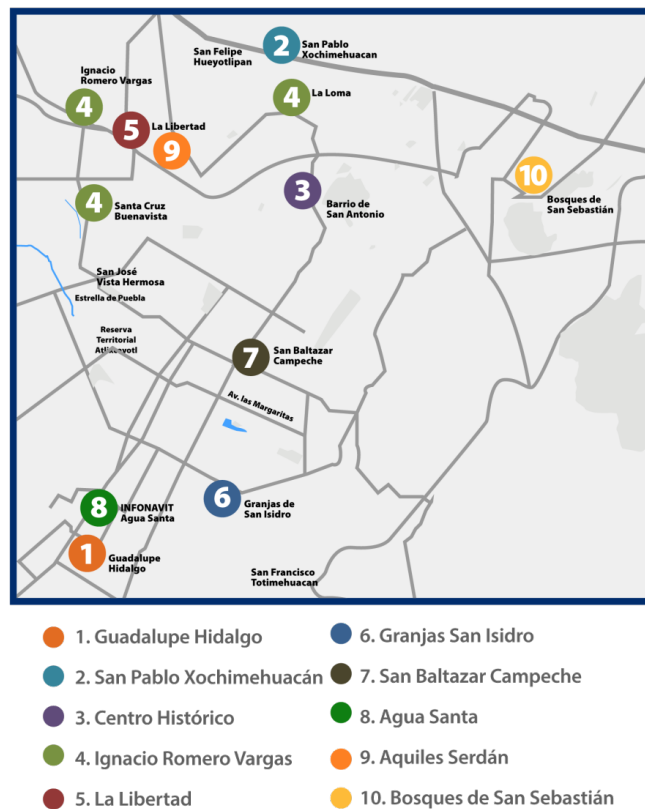 San Felipe
Hueyotlipan
2
San Pablo
Xochimehuacan
Ignacio
Romero Vargas
4
4
La Loma
5
La Libertad
9
10
Bosques de
San Sebastián
3
Barrio de
San Antonio
4
Santa Cruz
Buenavista
San José
Vista Hermosa
Estrella de Puebla
Reserva
Territorial
Atlixcayotl
7
San Baltazar
Campeche
Av. las Margaritas
8
INFONAVIT
Agua Santa
6
Granjas de
San Isidro
1
Guadalupe
Hidalgo
San Francisco
Totimehuacan
1. Guadalupe Hidalgo
2. San Pablo Xochimehuacán
3. Centro Histórico
4. Ignacio Romero Vargas
5. La Libertad
6. Granjas San Isidro
7. San Baltazar Campeche
8. Agua Santa
9. Aquiles Serdán
10. Bosques de San Sebastián